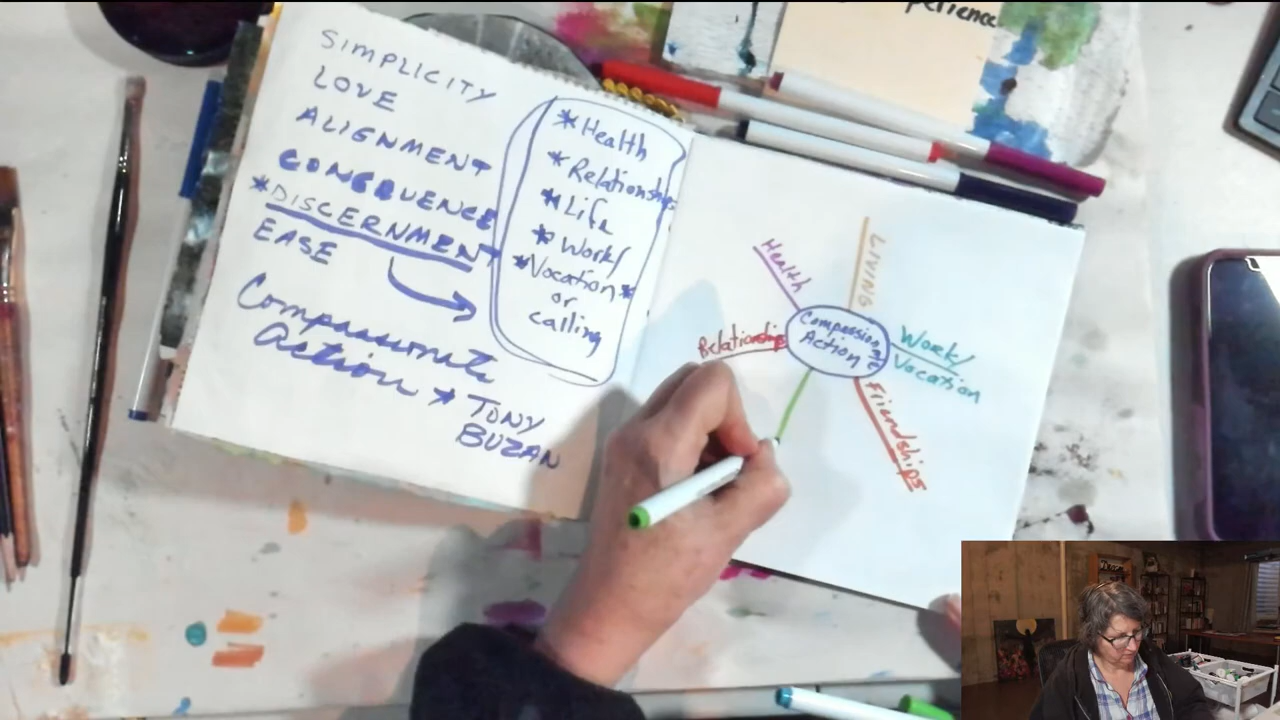 SIMPLICITY
LOVE
ALIGNMENT
CONGRUENCE
*DISCERNMENT
EASE
Compassionate
Action * TONY
BUZAN
* Health
* Relationships
* Life
* Work/
*Vocation*
or
calling
perience
Health
LIVING
Relationships
Compassionate
Action
Work/
Vocation
Friendships